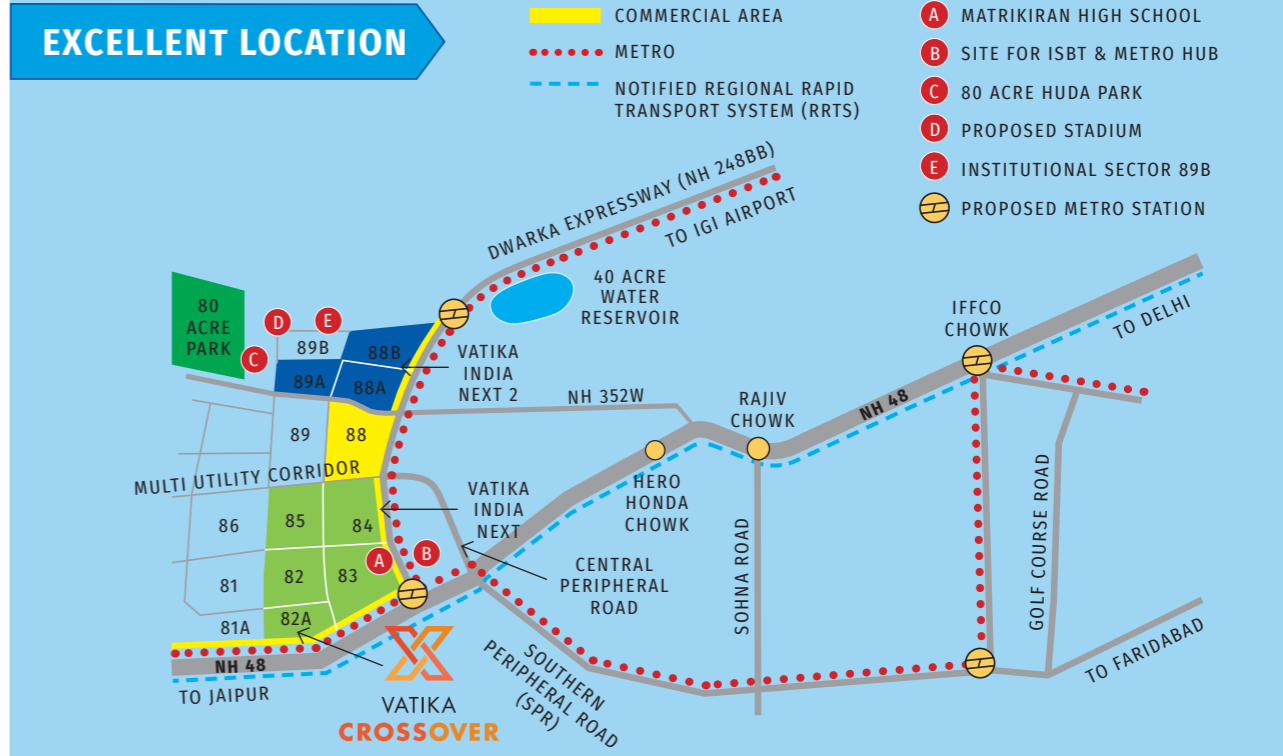 EXCELLENT LOCATION
COMMERCIAL AREA
METRO
NOTIFIED REGIONAL RAPID
TRANSPORT SYSTEM (RRTS)
A MATRIKIRAN HIGH SCHOOL
B SITE FOR ISBT & METRO HUB
C 80 ACRE HUDA PARK
D PROPOSED STADIUM
E INSTITUTIONAL SECTOR 89B
PROPOSED METRO STATION
DWARKA EXPRESSWAY (NH 248BB)
TO IGI AIRPORT
40 ACRE
WATER
RESERVOIR
80
ACRE
PARK
D
E
C
89B
88B
89A
88A
VATIKA
INDIA
NEXT 2
NH 352W
RAJIV
CHOWK
NH 48
IFFCO
CHOWK
TO DELHI
89
88
MULTI UTILITY CORRIDOR
HERO
HONDA
CHOWK
VATIKA
INDIA
NEXT
86
85
84
A
B
81
82
83
CENTRAL
PERIPHERAL
ROAD
SOHNA ROAD
GOLF COURSE ROAD
81A
82A
NH 48
TO JAIPUR
SOUTHERN
PERIPHERAL ROAD
(SPR)
TO FARIDABAD
VATIKA
CROSSOVER